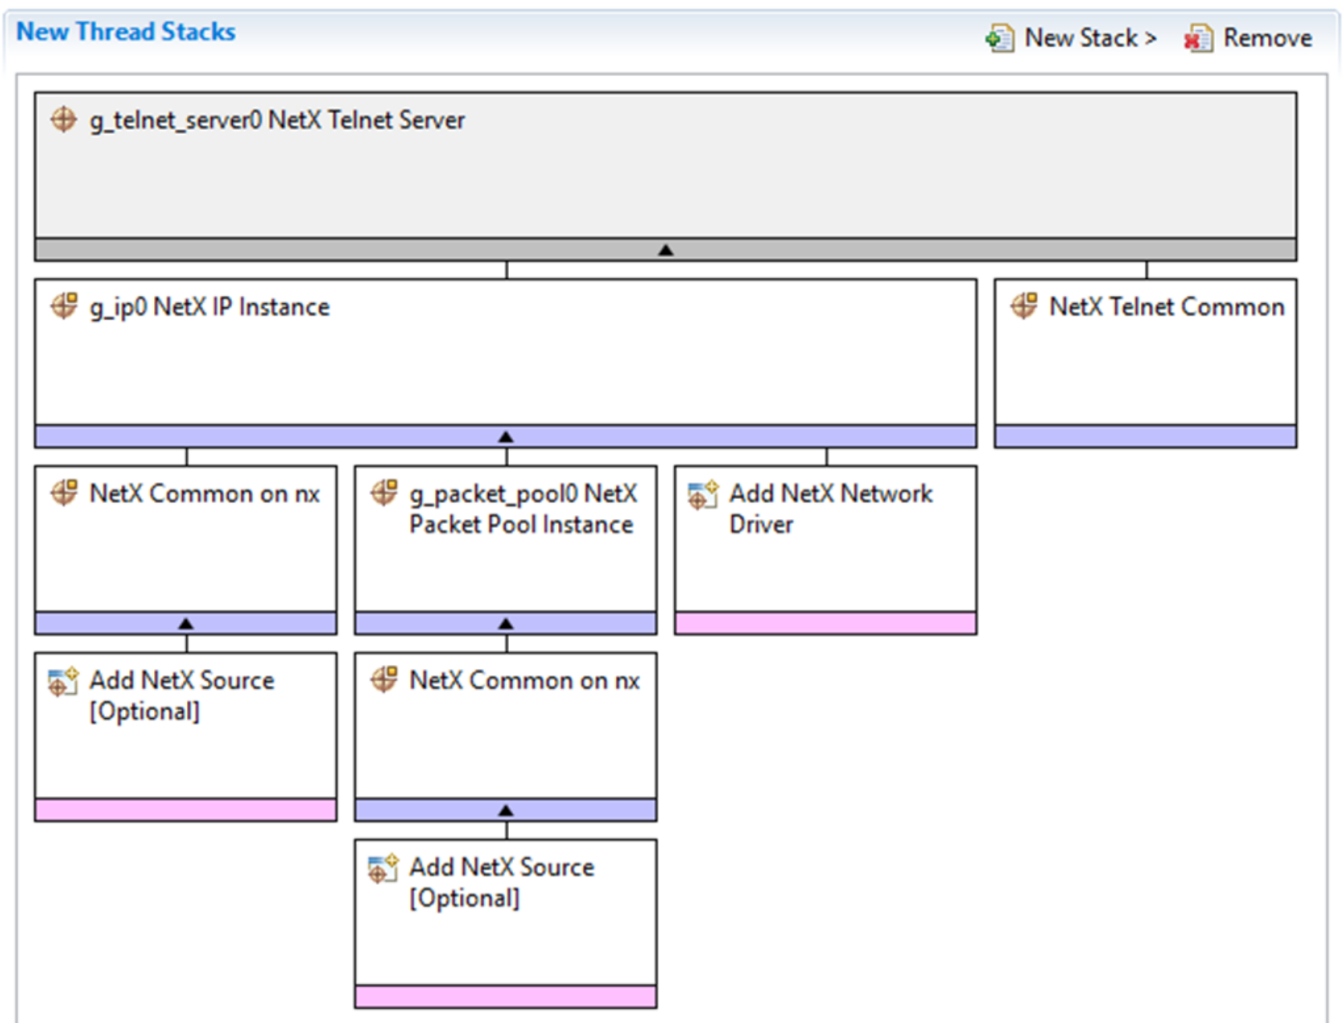 New Thread Stacks
New Stack >
Remove
g_telnet_server0 NetX Telnet Server
g_ip0 NetX IP Instance
NetX Telnet Common
NetX Common on nx
g_packet_pool0 NetX
Packet Pool Instance
Add NetX Network
Driver
Add NetX Source
[Optional]
NetX Common on nx
Add NetX Source
[Optional]